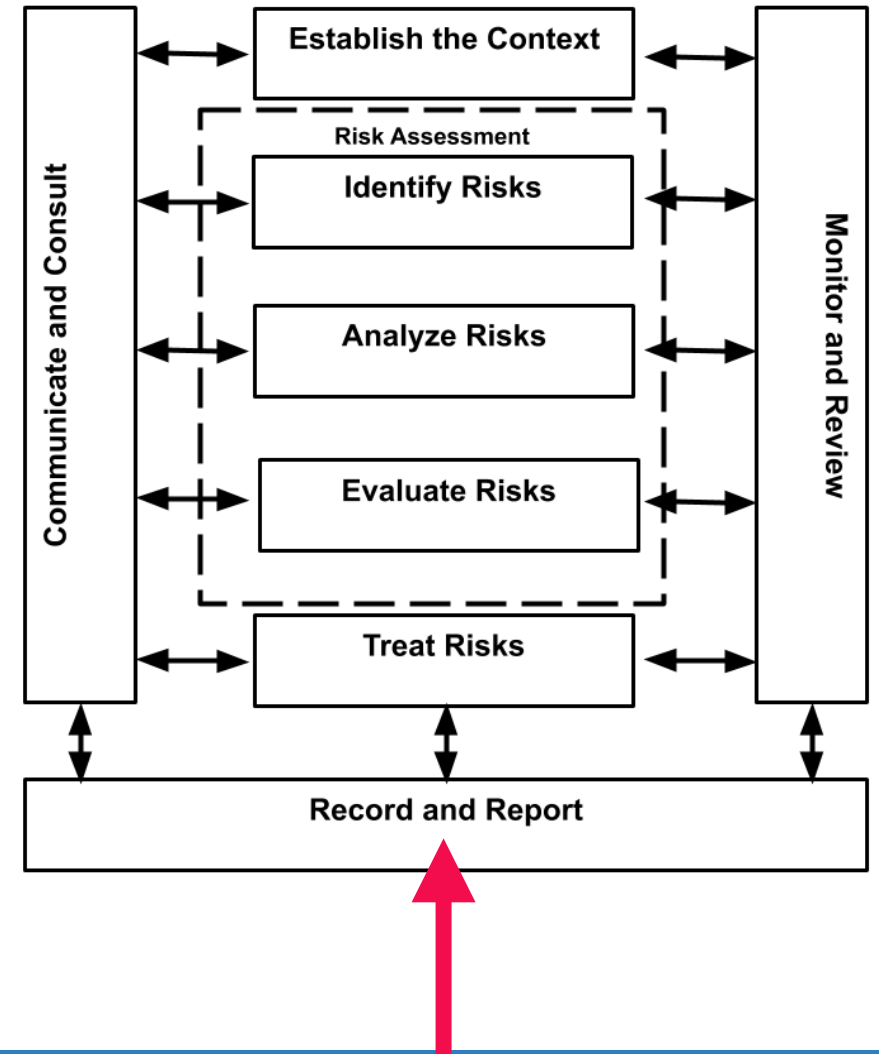 Establish the Context
Risk Assessment
Identify Risks
Analyze Risks
Evaluate Risks
Treat Risks
Communicate and Consult
Monitor and Review
Record and Report